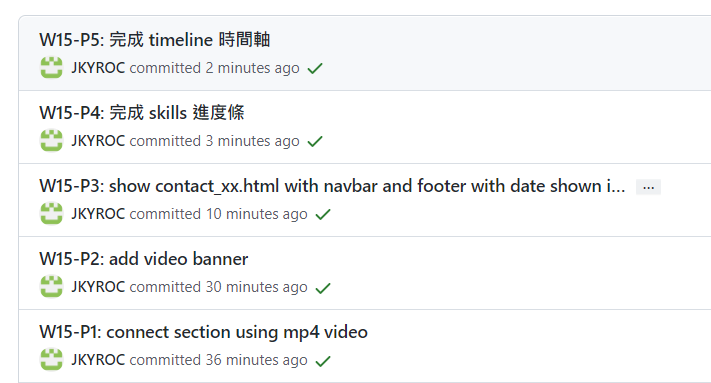 W15-P5: 完成 timeline 時間軸
JKYROC committed 2 minutes ago
W15-P4: 完成 skills 進度條
JKYROC committed 3 minutes ago
W15-P3: show contact_xx.html with navbar and footer with date shown i... ...
JKYROC committed 10 minutes ago
W15-P2: add video banner
JKYROC committed 30 minutes ago
W15-P1: connect section using mp4 video
JKYROC committed 36 minutes ago